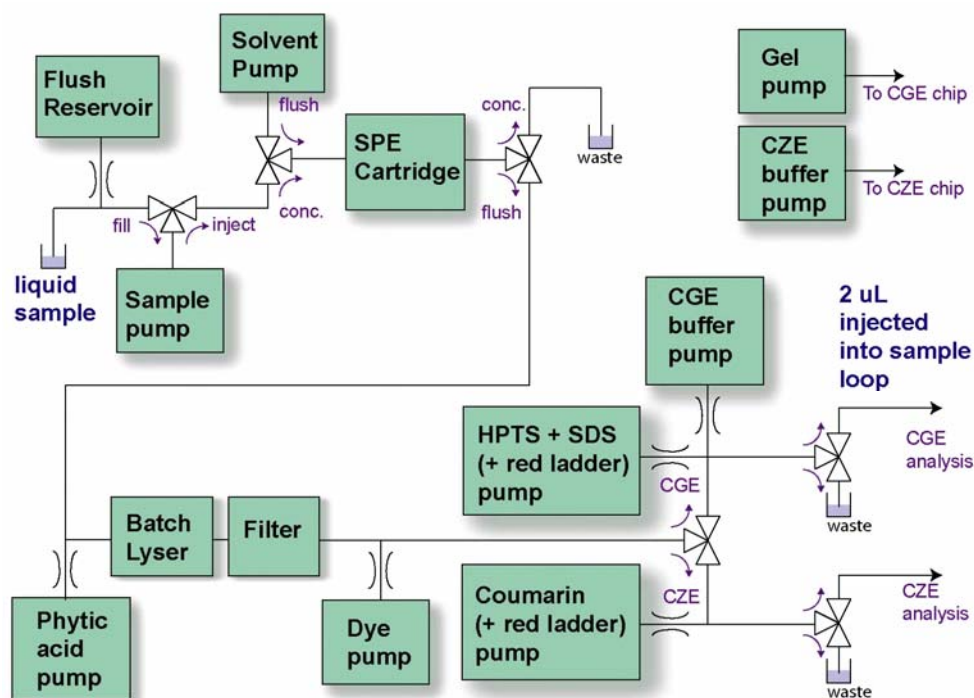 Solvent
Pump
Flush
Reservoir
flush
conc.
SPE
Cartridge
conc.
flush
waste
Gel
pump
To CGE chip
CZE
buffer
pump
To CZE chip
fill
inject
liquid
sample
Sample
pump
CGE
buffer
pump
2 uL
injected
into sample
loop
HPTS + SDS
(+ red ladder)
pump
CGE
CGE
analysis
waste
Batch
Lyser
Filter
Phytic
acid
pump
Dye
pump
Coumarin
(+ red ladder)
pump
CZE
CZE
analysis
waste